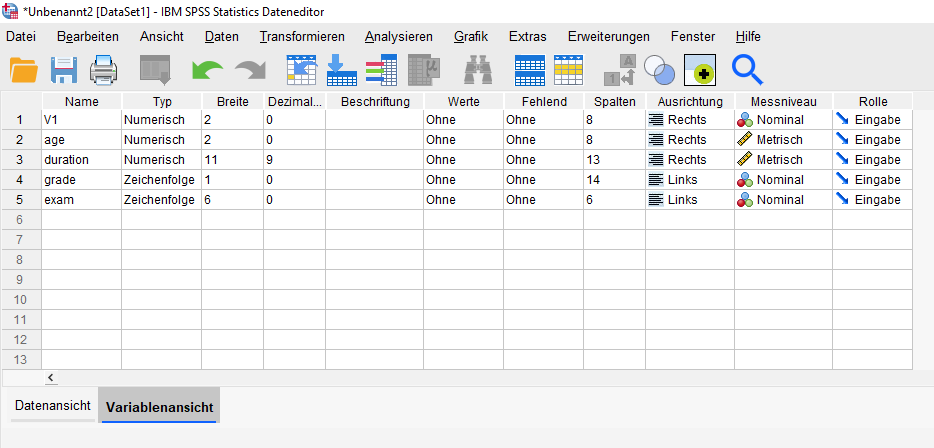 *Unbenannt2 [DataSet1] - IBM SPSS Statistics Dateneditor
Datei Bearbeiten Ansicht Daten Transformieren Analysieren Grafik Extras Erweiterungen Fenster Hilfe
Name Typ Breite Dezimal... Beschriftung Werte Fehlend Spalten Ausrichtung Messniveau Rolle
1 V1 Numerisch 2 0 Ohne Ohne 8 Rechts Nominal Eingabe
2 age Numerisch 2 0 Ohne Ohne 8 Rechts Metrisch Eingabe
3 duration Numerisch 11 9 Ohne Ohne 13 Rechts Metrisch Eingabe
4 grade Zeichenfolge 1 0 Ohne Ohne 14 Links Nominal Eingabe
5 exam Zeichenfolge 6 0 Ohne Ohne 6 Links Nominal Eingabe
6
7
8
9
10
11
12
13
Datenansicht Variablenansicht